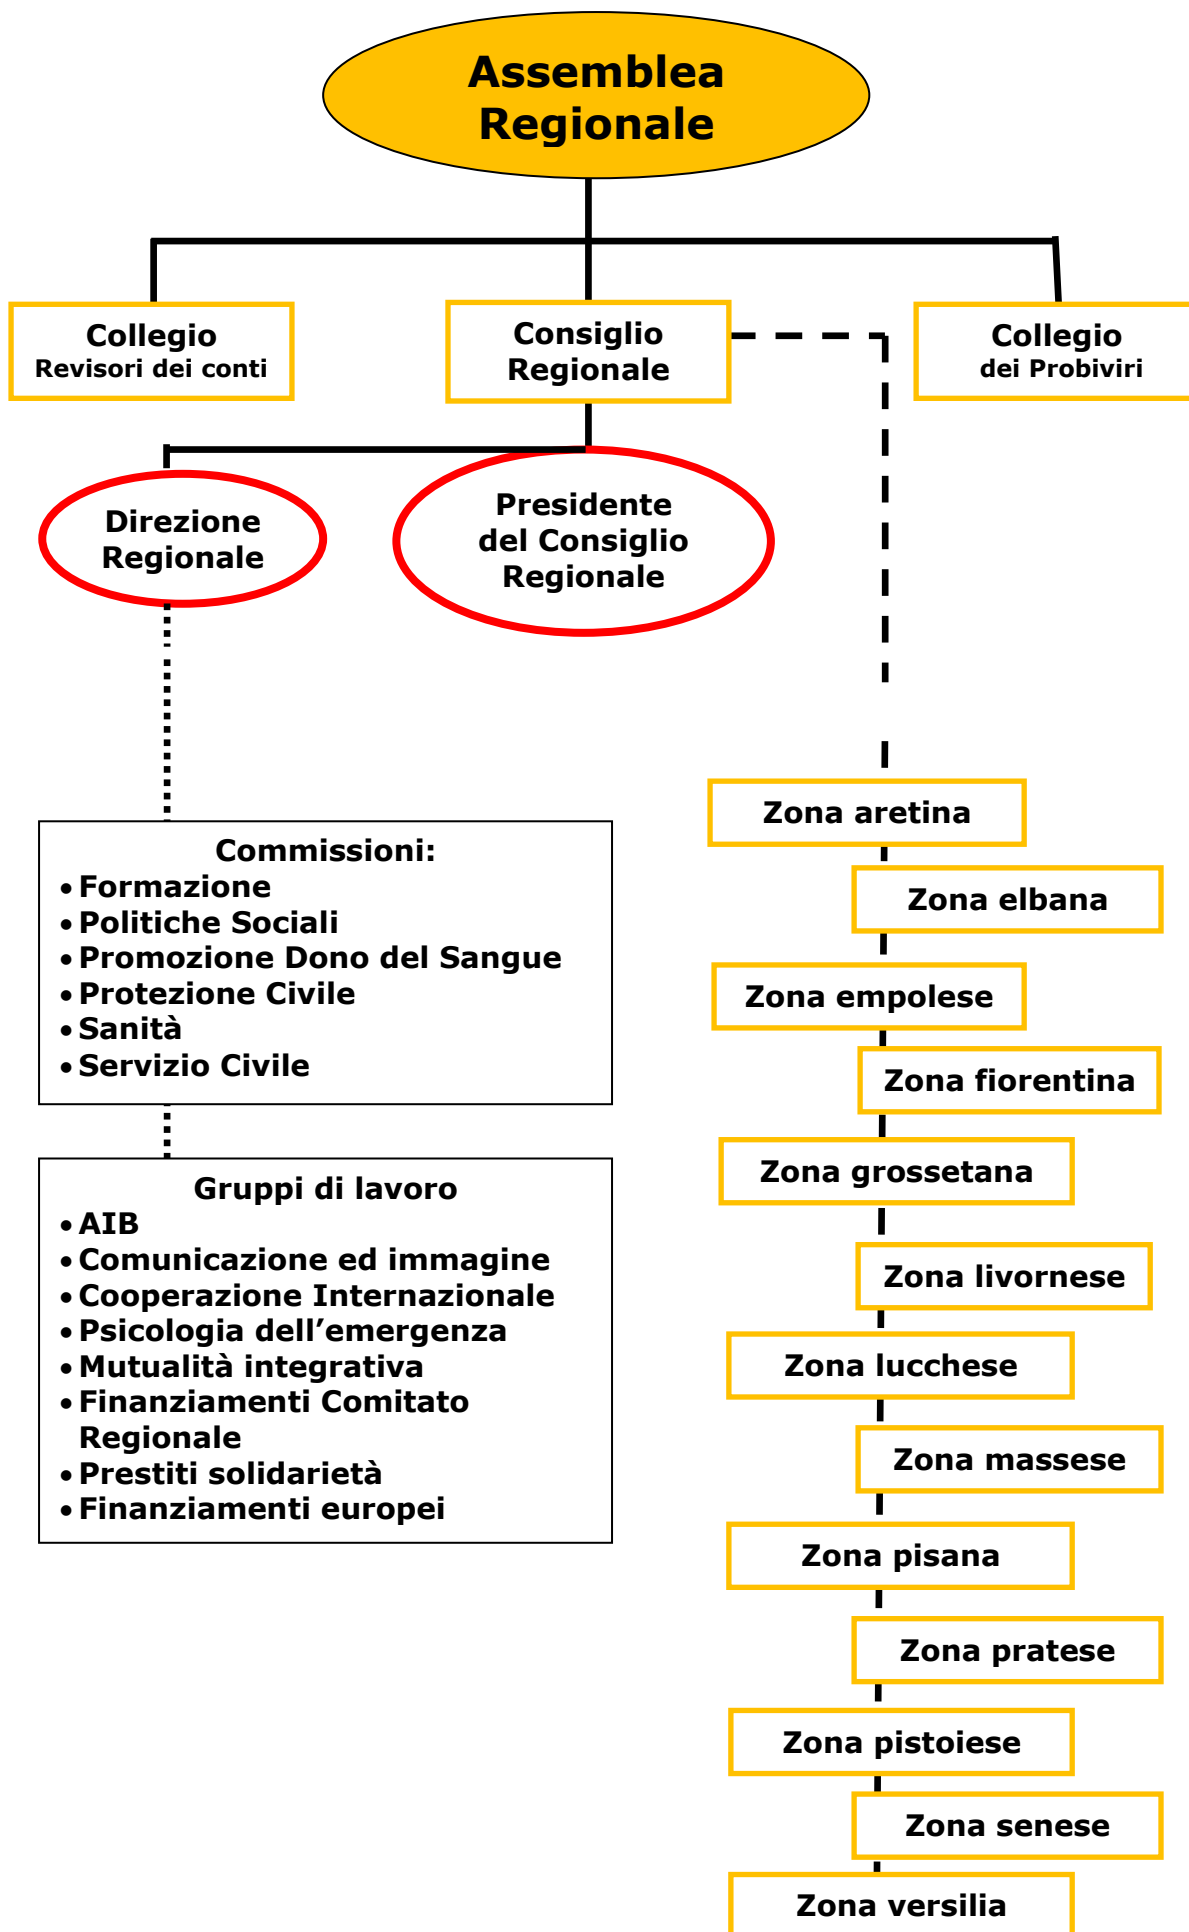 Assemblea
Regionale
Collegio
Revisori dei conti
Consiglio
Regionale
Collegio
dei Probiviri
Direzione
Regionale
Presidente
del Consiglio
Regionale
Commissioni:
• Formazione
• Politiche Sociali
• Promozione Dono del Sangue
• Protezione Civile
• Sanità
• Servizio Civile
Gruppi di lavoro
• AIB
• Comunicazione ed immagine
• Cooperazione Internazionale
• Psicologia dell’emergenza
• Mutualità integrativa
• Finanziamenti Comitato
Regionale
• Prestiti solidarietà
• Finanziamenti europei
Zona aretina
Zona elbana
Zona empolese
Zona fiorentina
Zona grossetana
Zona livornese
Zona lucchese
Zona massese
Zona pisana
Zona pratese
Zona pistoiese
Zona senese
Zona versilia